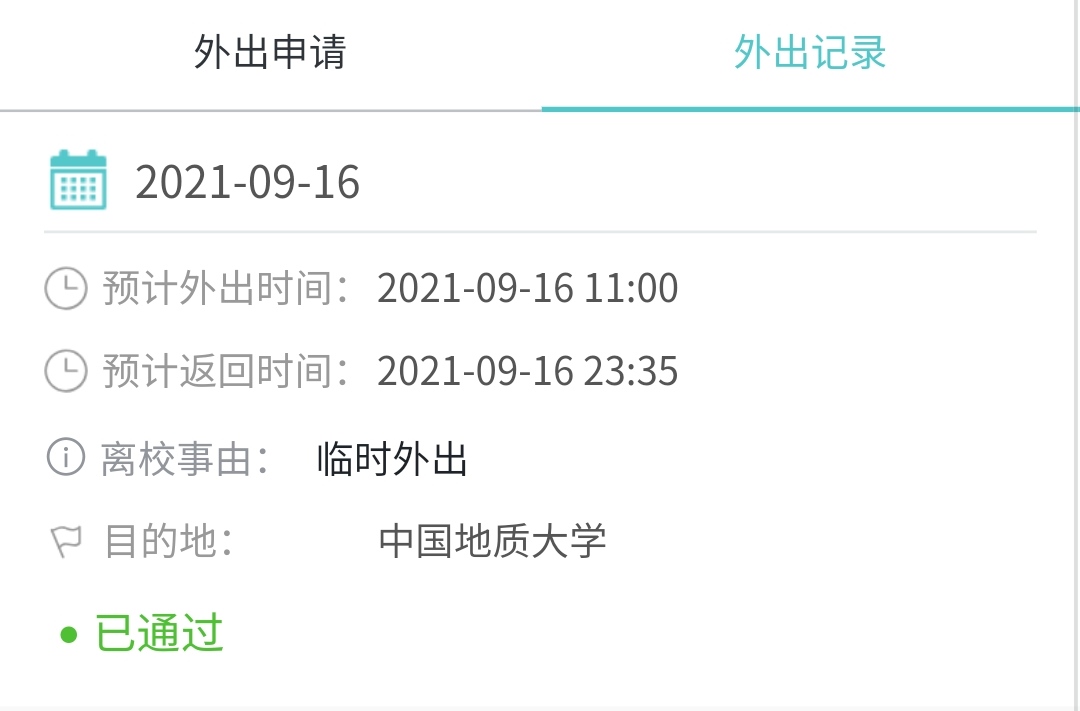 外出申请 外出记录
2021-09-16
预计外出时间： 2021-09-16 11:00
预计返回时间： 2021-09-16 23:35
离校事由： 临时外出
目的地： 中国地质大学
已通过